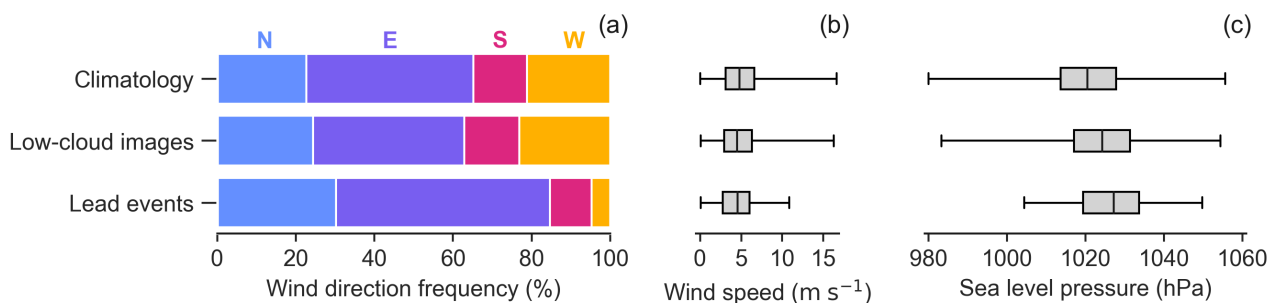 (a) (b) (c)
N E S W
Climatology
Low-cloud images
Lead events
0 20 40 60 80 100 0 5 10 15 980 1000 1020 1040 1060
Wind direction frequency (%) Wind speed (m s⁻¹) Sea level pressure (hPa)